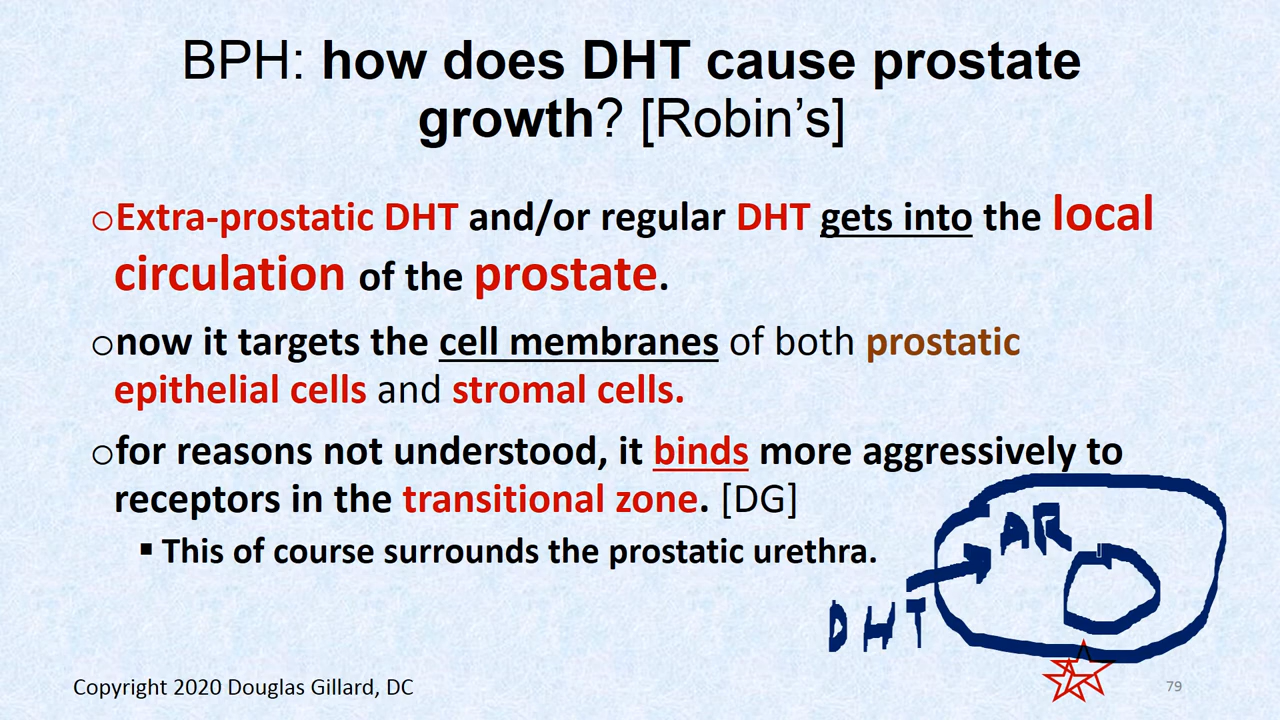 BPH: how does DHT cause prostate
growth? [Robin's]
○Extra-prostatic DHT and/or regular DHT gets into the local
circulation of the prostate.
○now it targets the cell membranes of both prostatic
epithelial cells and stromal cells.
○for reasons not understood, it binds more aggressively to
receptors in the transitional zone. [DG]
▪ This of course surrounds the prostatic urethra.
AR
DHT
Copyright 2020 Douglas Gillard, DC
79